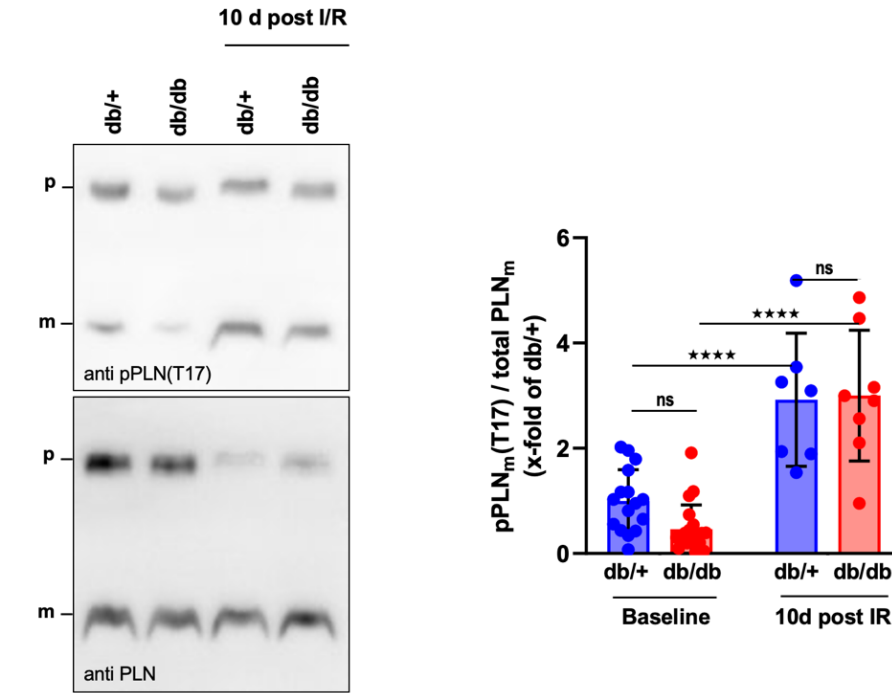 10 d post I/R
db/+ db/db db/+ db/db
p
m
anti pPLN(T17)
p
m
anti PLN
pPLNm(T17) / total PLNm
(x-fold of db/+)
6
4
2
0
ns
★★★★
★★★★
ns
db/+ db/db db/+ db/db
Baseline 10d post IR